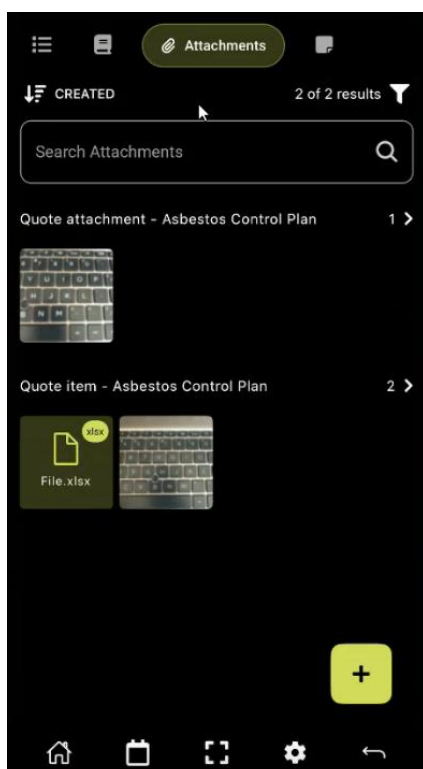 Attachments
CREATED
2 of 2 results
Search Attachments
Quote attachment - Asbestos Control Plan 1
Y U I O P
H J K L
N M
Quote item - Asbestos Control Plan 2
xlsx
File.xlsx
+